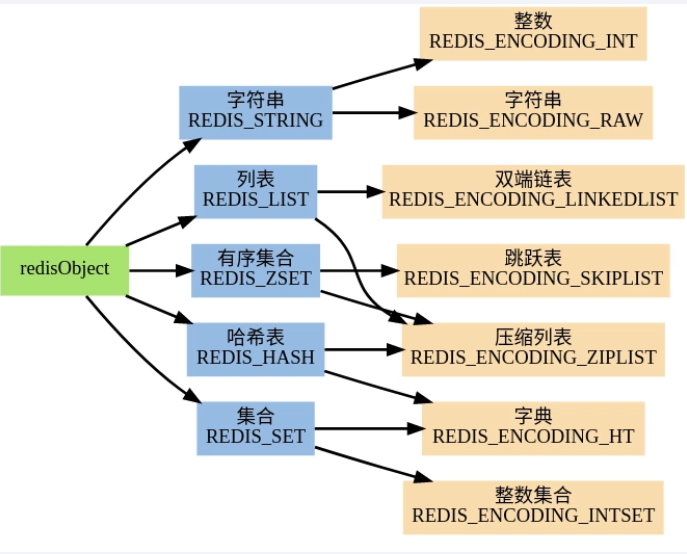 redisObject
字符串
REDIS_STRING
列表
REDIS_LIST
有序集合
REDIS_ZSET
哈希表
REDIS_HASH
集合
REDIS_SET
整数
REDIS_ENCODING_INT
字符串
REDIS_ENCODING_RAW
双端链表
REDIS_ENCODING_LINKEDLIST
跳跃表
REDIS_ENCODING_SKIPLIST
压缩列表
REDIS_ENCODING_ZIPLIST
字典
REDIS_ENCODING_HT
整数集合
REDIS_ENCODING_INTSET